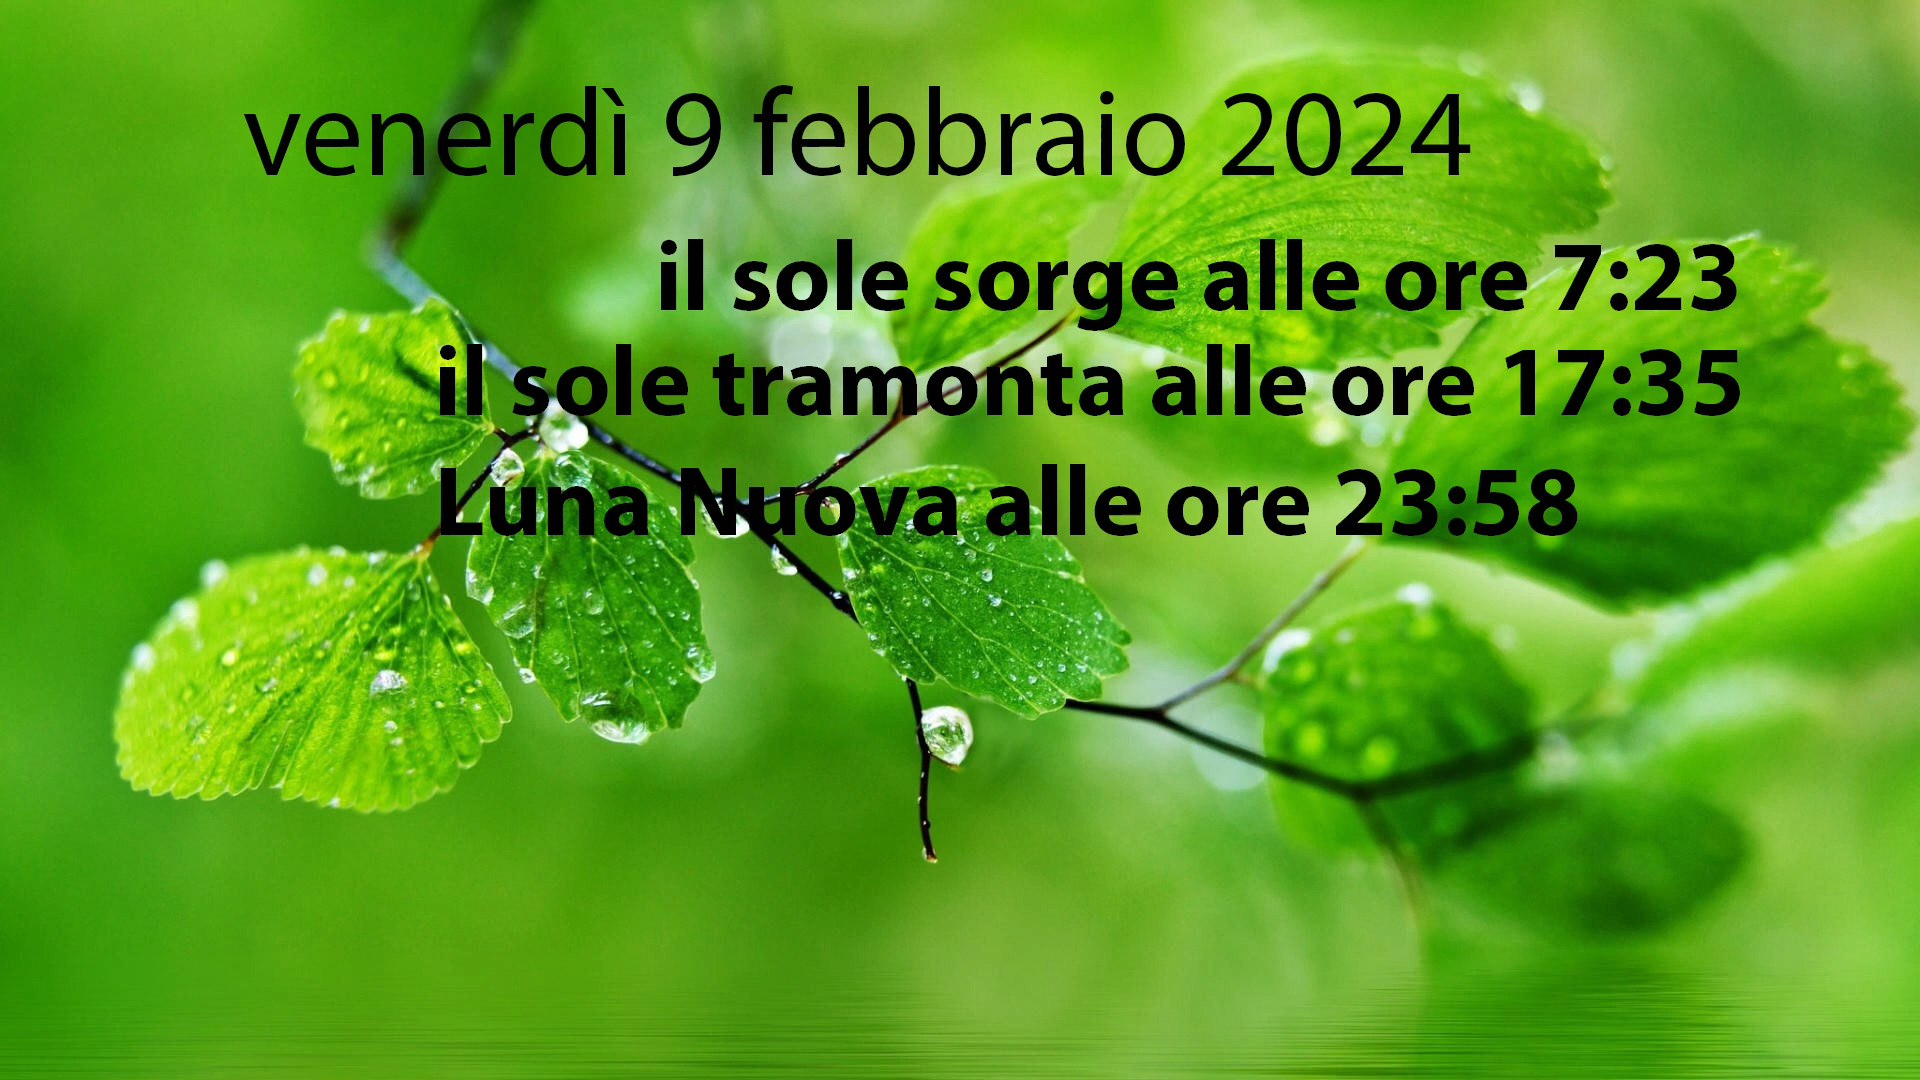 venerdì 9 febbraio 2024
il sole sorge alle ore 7:23
il sole tramonta alle ore 17:35
Luna Nuova alle ore 23:58